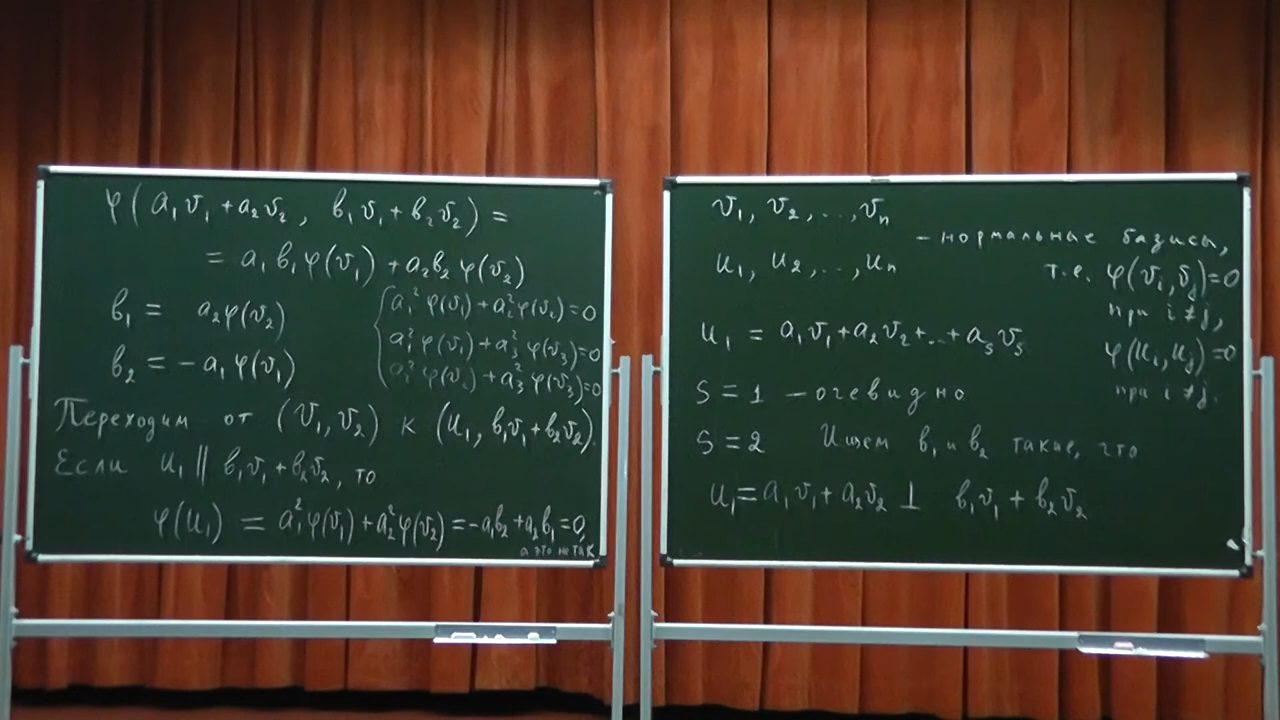 φ(a₁v₁ + a₂v₂, b₁v₁ + b₂v₂) =
= a₁b₁φ(v₁) + a₂b₂φ(v₂)
b₁ = a₂φ(v₂)
b₂ = -a₁φ(v₁)
{ a₁²φ(v₁) + a₂²φ(v₂) = 0
a₁²φ(v₁) + a₃²φ(v₃) = 0
a₂²φ(v₂) + a₃²φ(v₃) = 0
Переходим от (v₁, v₂) к (u₁, b₁v₁ + b₂v₂).
Если u₁ || b₁v₁ + b₂v₂, то
φ(u₁) = a₁²φ(v₁) + a₂²φ(v₂) = -a₁b₂ + a₂b₁ = 0,
а это не так
v₁, v₂, ..., vₙ
u₁, u₂, ..., uₙ
– нормальные базисы,
т.е. φ(vᵢ, vⱼ) = 0
при i ≠ j,
φ(uᵢ, uⱼ) = 0
при i ≠ j.
u₁ = a₁v₁ + a₂v₂ + ... + aₛvₛ
S = 1 – очевидно
S = 2 Ищем b₁ и b₂ такие, что
u₁ = a₁v₁ + a₂v₂ ⊥ b₁v₁ + b₂v₂